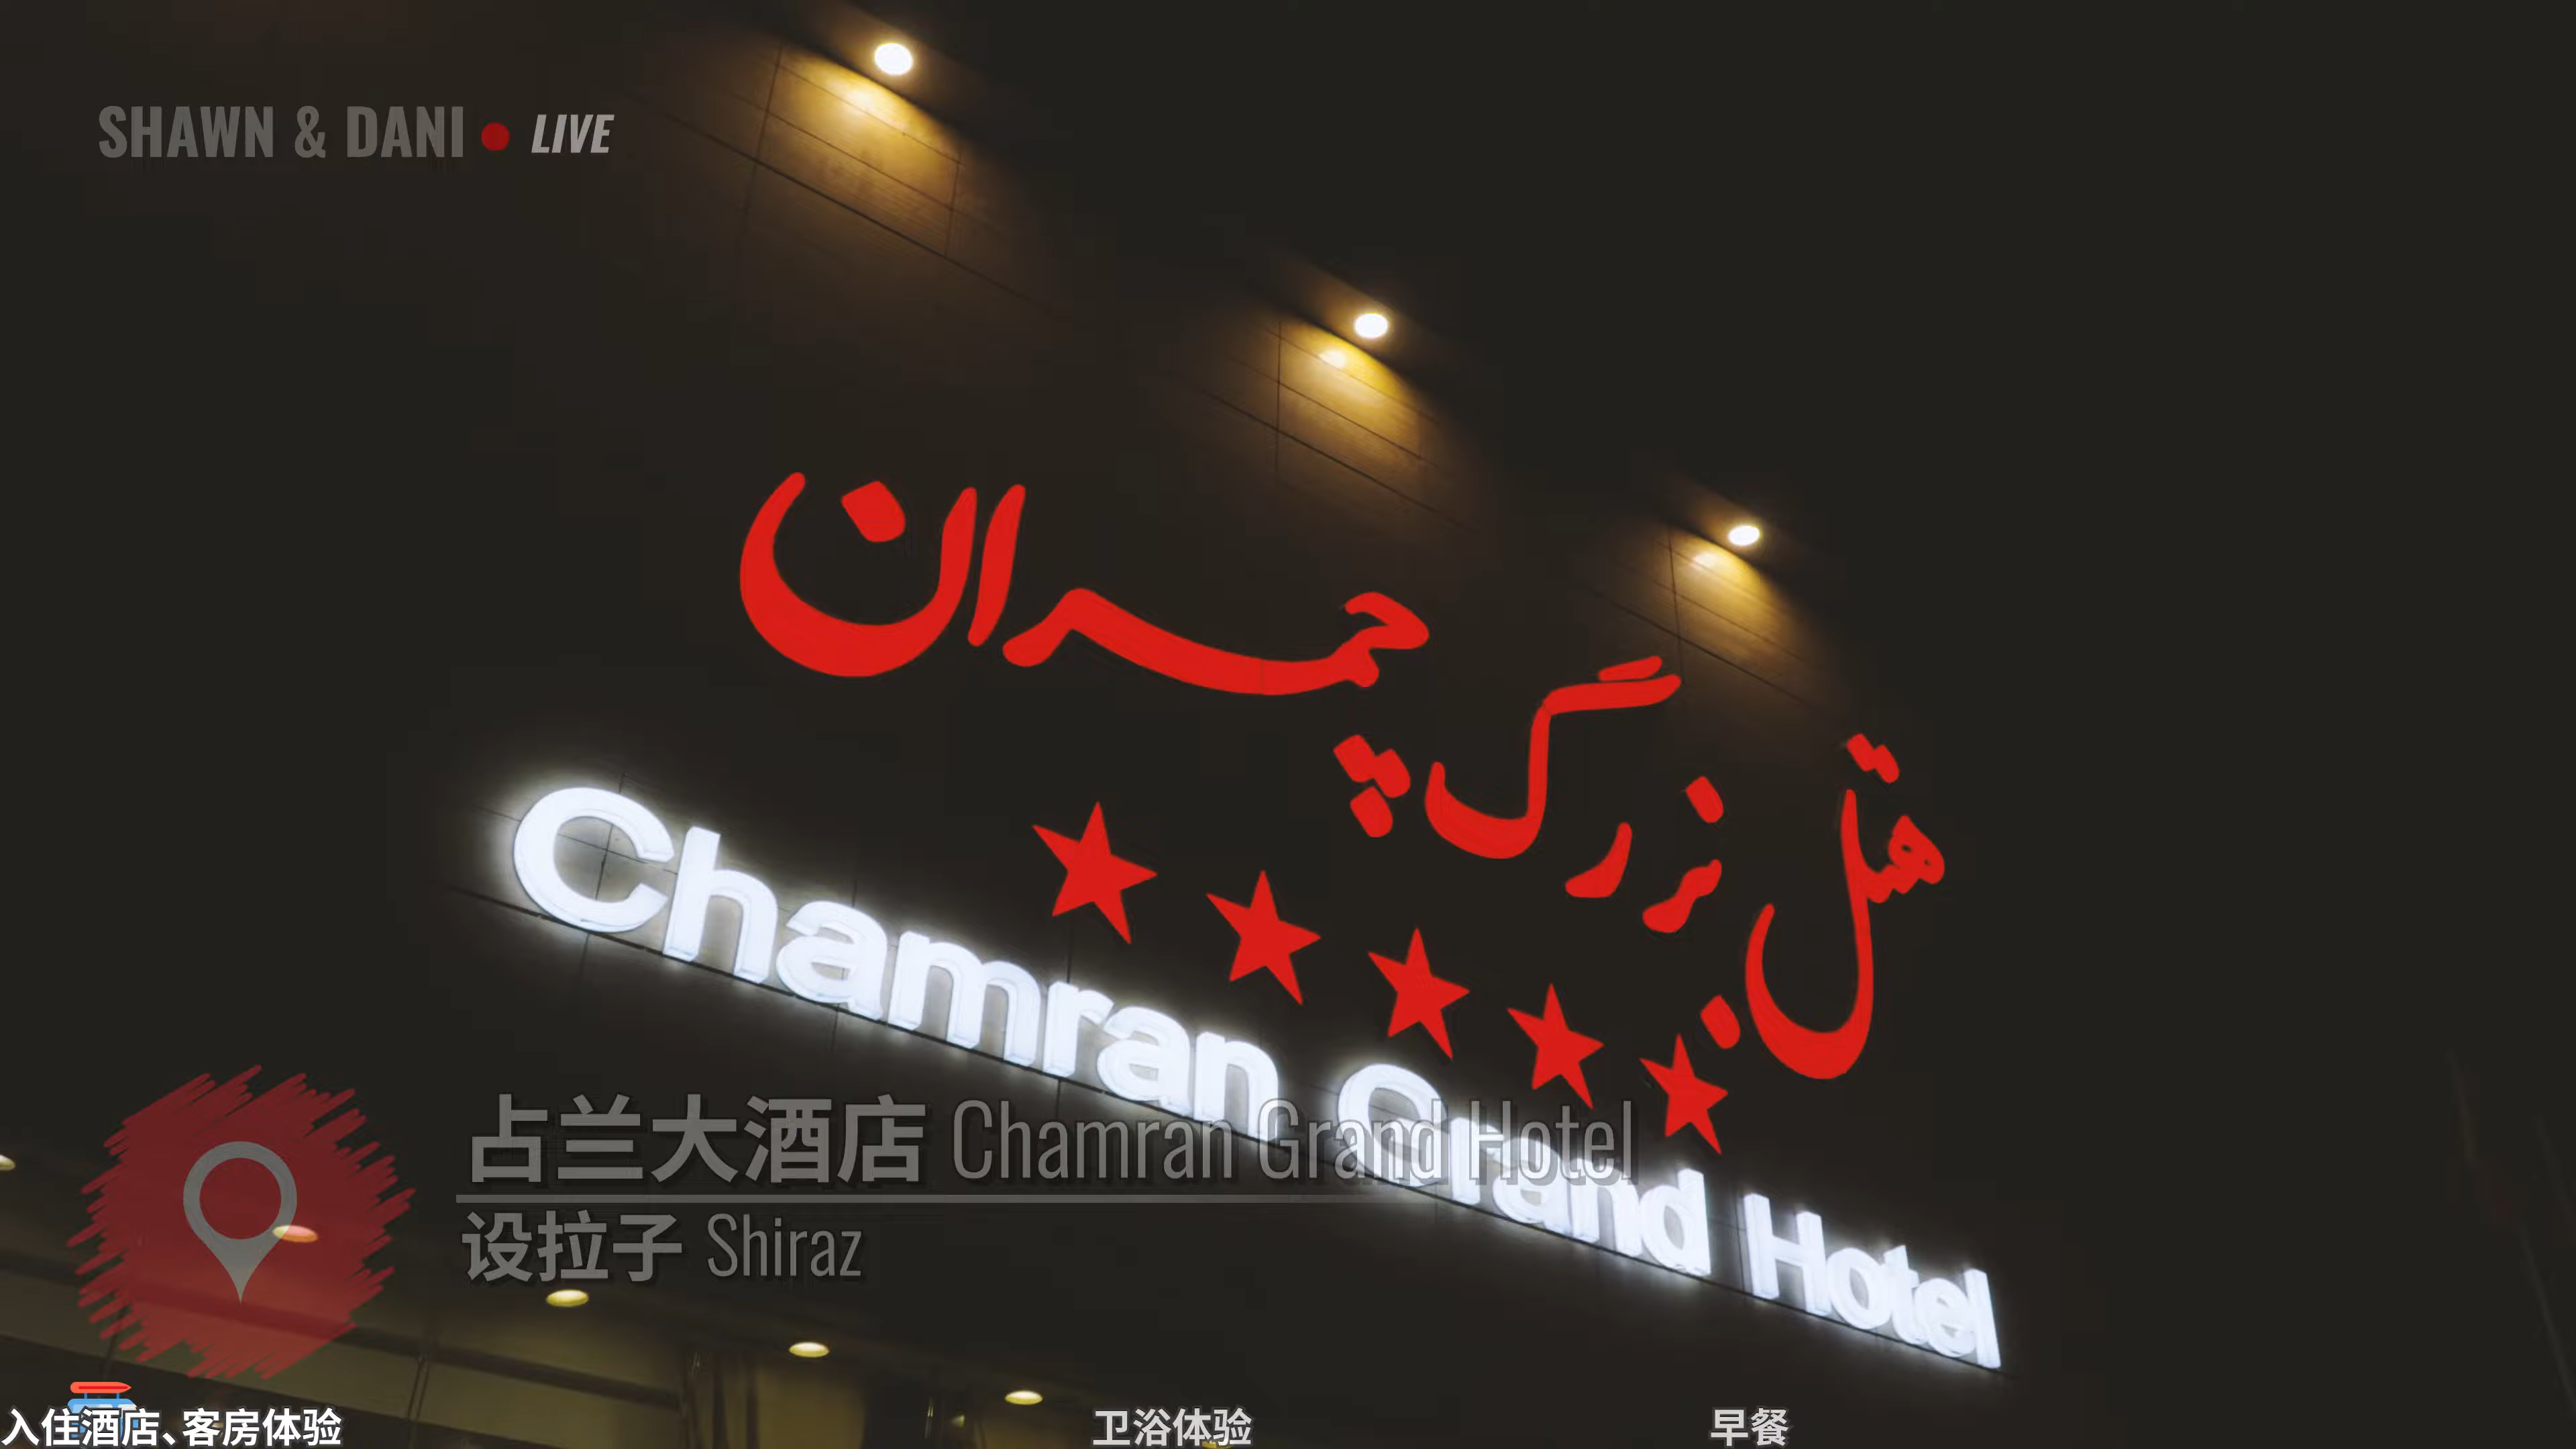 SHAWN & DANI LIVE
هتل بزرگ چمران
Chamran Grand Hotel
占兰大酒店 Chamran Grand Hotel
设拉子 Shiraz
入住酒店、客房体验
卫浴体验
早餐